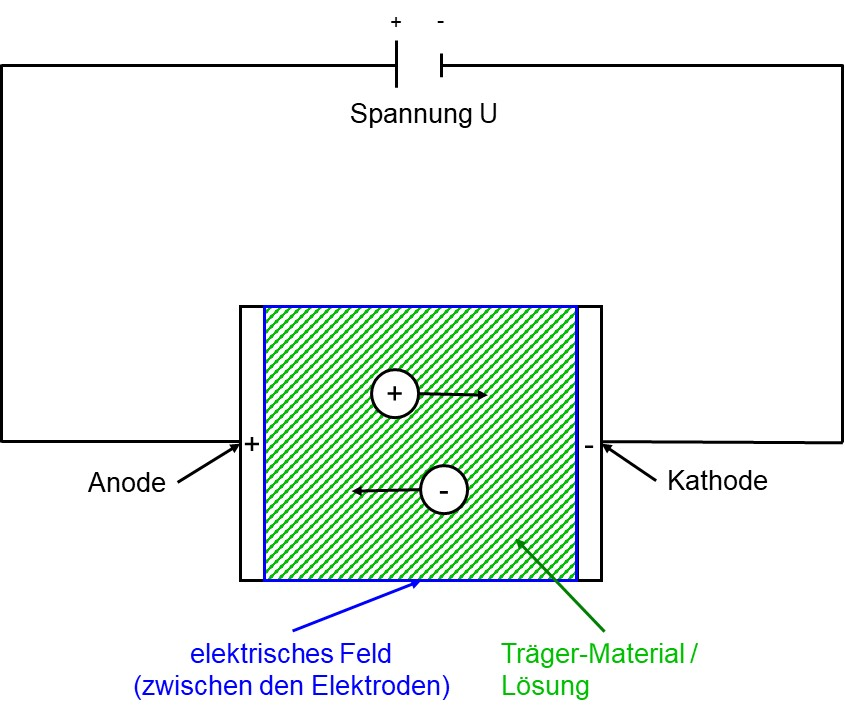 + -
Spannung U
+
+ -
Anode
-
Kathode
elektrisches Feld
(zwischen den Elektroden)
Träger-Material /
Lösung